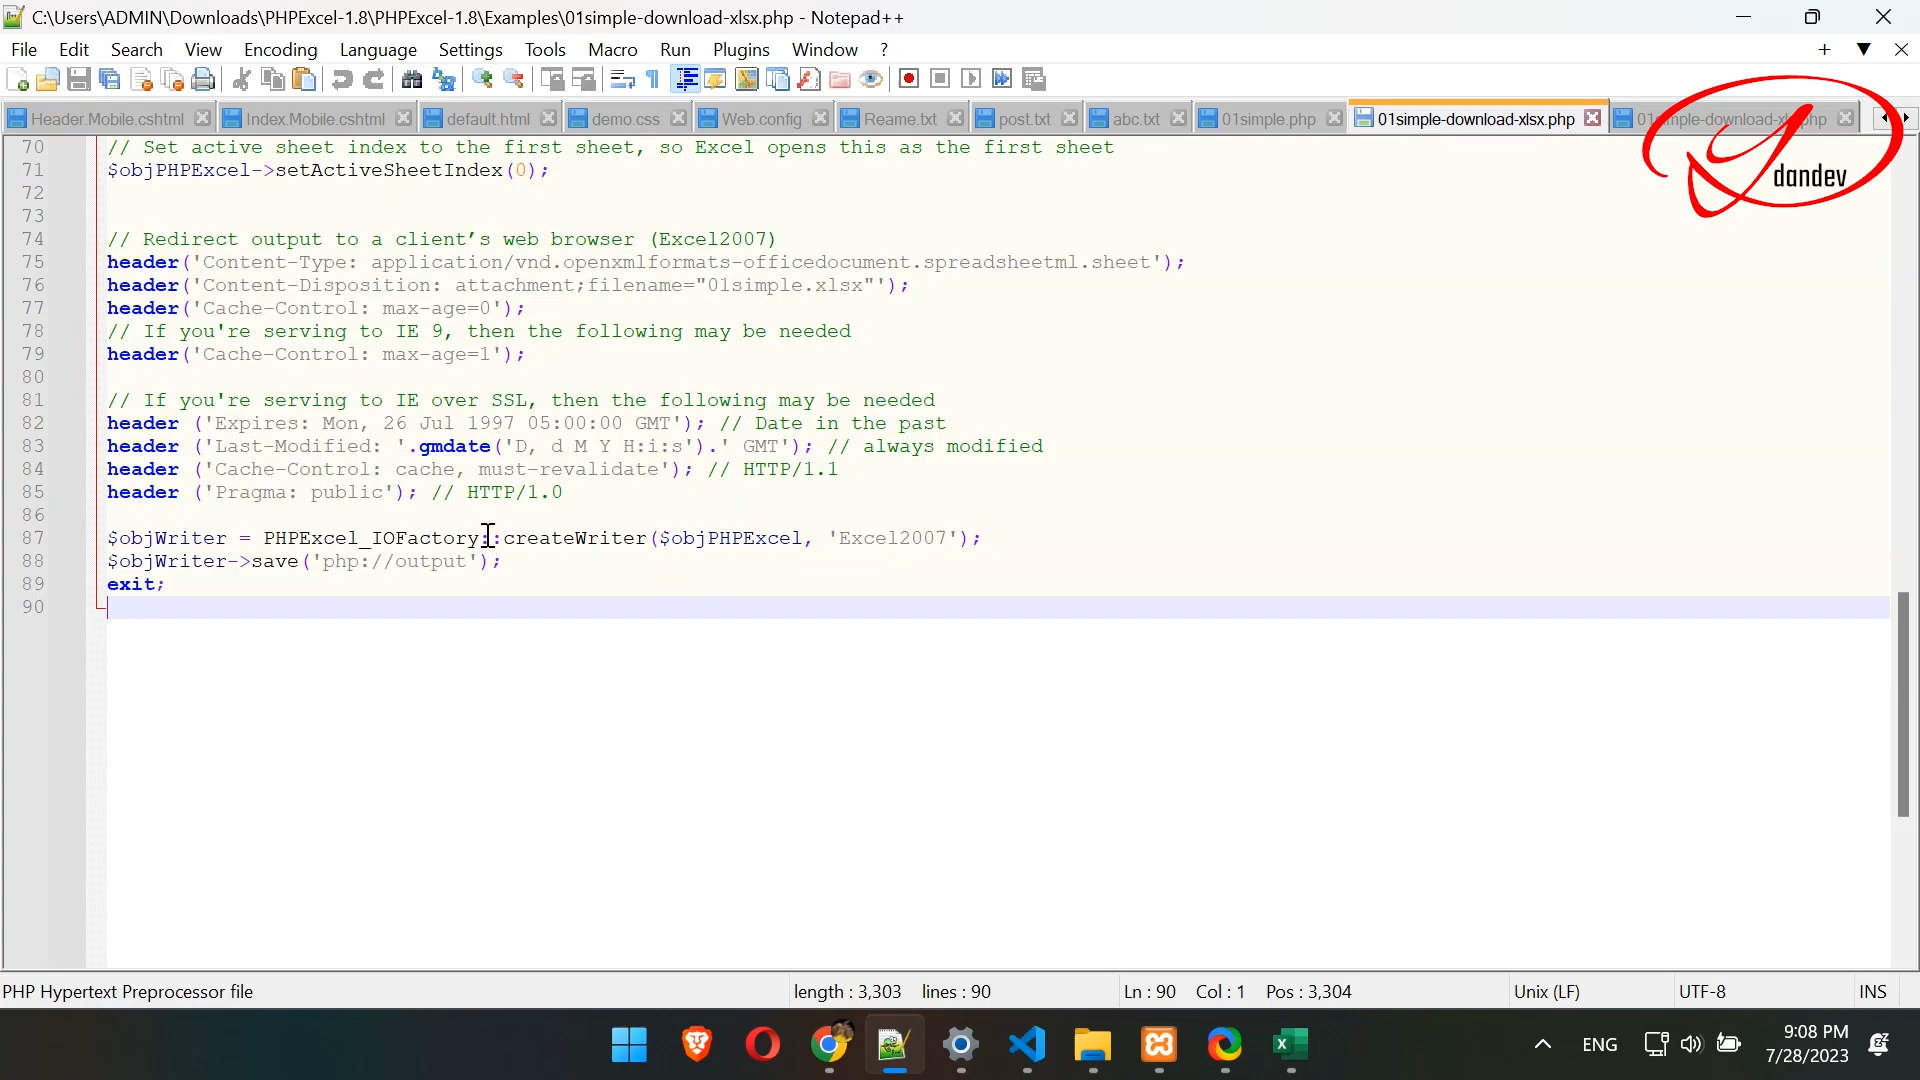 C:\Users\ADMIN\Downloads\PHPExcel-1.8\PHPExcel-1.8\Examples\01simple-download-xlsx.php - Notepad++
File Edit Search View Encoding Language Settings Tools Macro Run Plugins Window ?
Header.Mobile.cshtml Index.Mobile.cshtml default.html demo.css Web.config Reame.txt post.txt abc.txt 01simple.php 01simple-download-xlsx.php
dandev
70 // Set active sheet index to the first sheet, so Excel opens this as the first sheet
71 $objPHPExcel->setActiveSheetIndex(0);
72
73
74 // Redirect output to a client’s web browser (Excel2007)
75 header('Content-Type: application/vnd.openxmlformats-officedocument.spreadsheetml.sheet');
76 header('Content-Disposition: attachment;filename="01simple.xlsx"');
77 header('Cache-Control: max-age=0');
78 // If you're serving to IE 9, then the following may be needed
79 header('Cache-Control: max-age=1');
80
81 // If you're serving to IE over SSL, then the following may be needed
82 header ('Expires: Mon, 26 Jul 1997 05:00:00 GMT'); // Date in the past
83 header ('Last-Modified: '.gmdate('D, d M Y H:i:s').' GMT'); // always modified
84 header ('Cache-Control: cache, must-revalidate'); // HTTP/1.1
85 header ('Pragma: public'); // HTTP/1.0
86
87 $objWriter = PHPExcel_IOFactory::createWriter($objPHPExcel, 'Excel2007');
88 $objWriter->save('php://output');
89 exit;
90
PHP Hypertext Preprocessor file length : 3,303 lines : 90 Ln : 90 Col : 1 Pos : 3,304 Unix (LF) UTF-8 INS
ENG 9:08 PM
7/28/2023